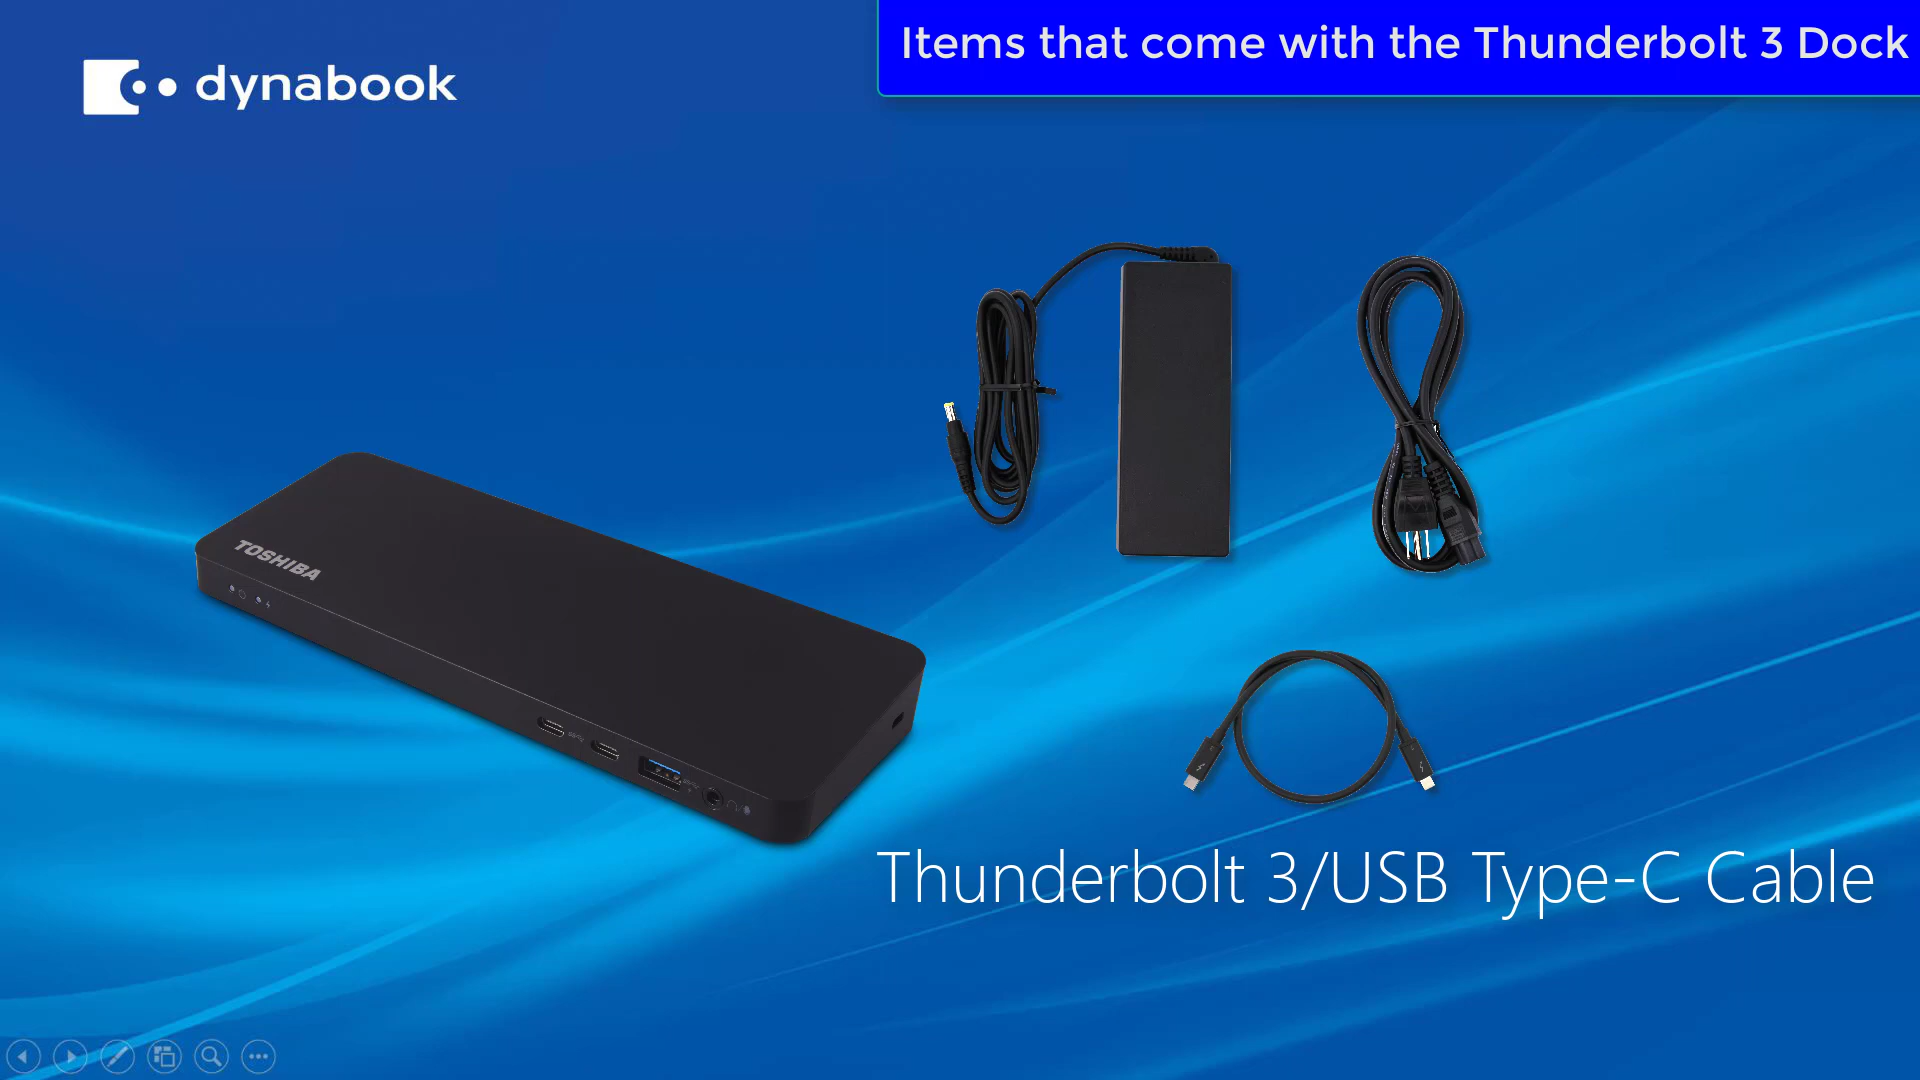 Items that come with the Thunderbolt 3 Dock
dynabook
TOSHIBA
Thunderbolt 3/USB Type-C Cable